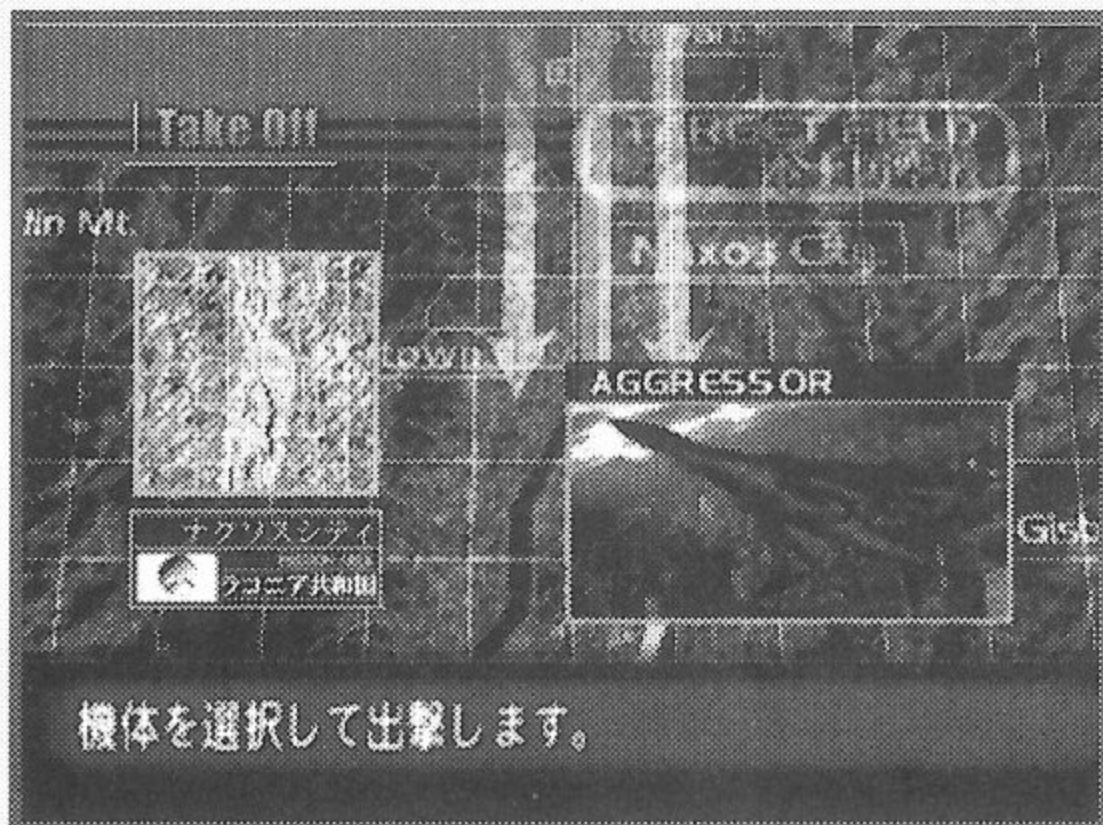 Take Off
TARGET FIELD
tin Mt.
Naxos City
town
AGGRESSOR
ナクソスシティ
ラコニア共和国
Gist
機体を選択して出撃します。